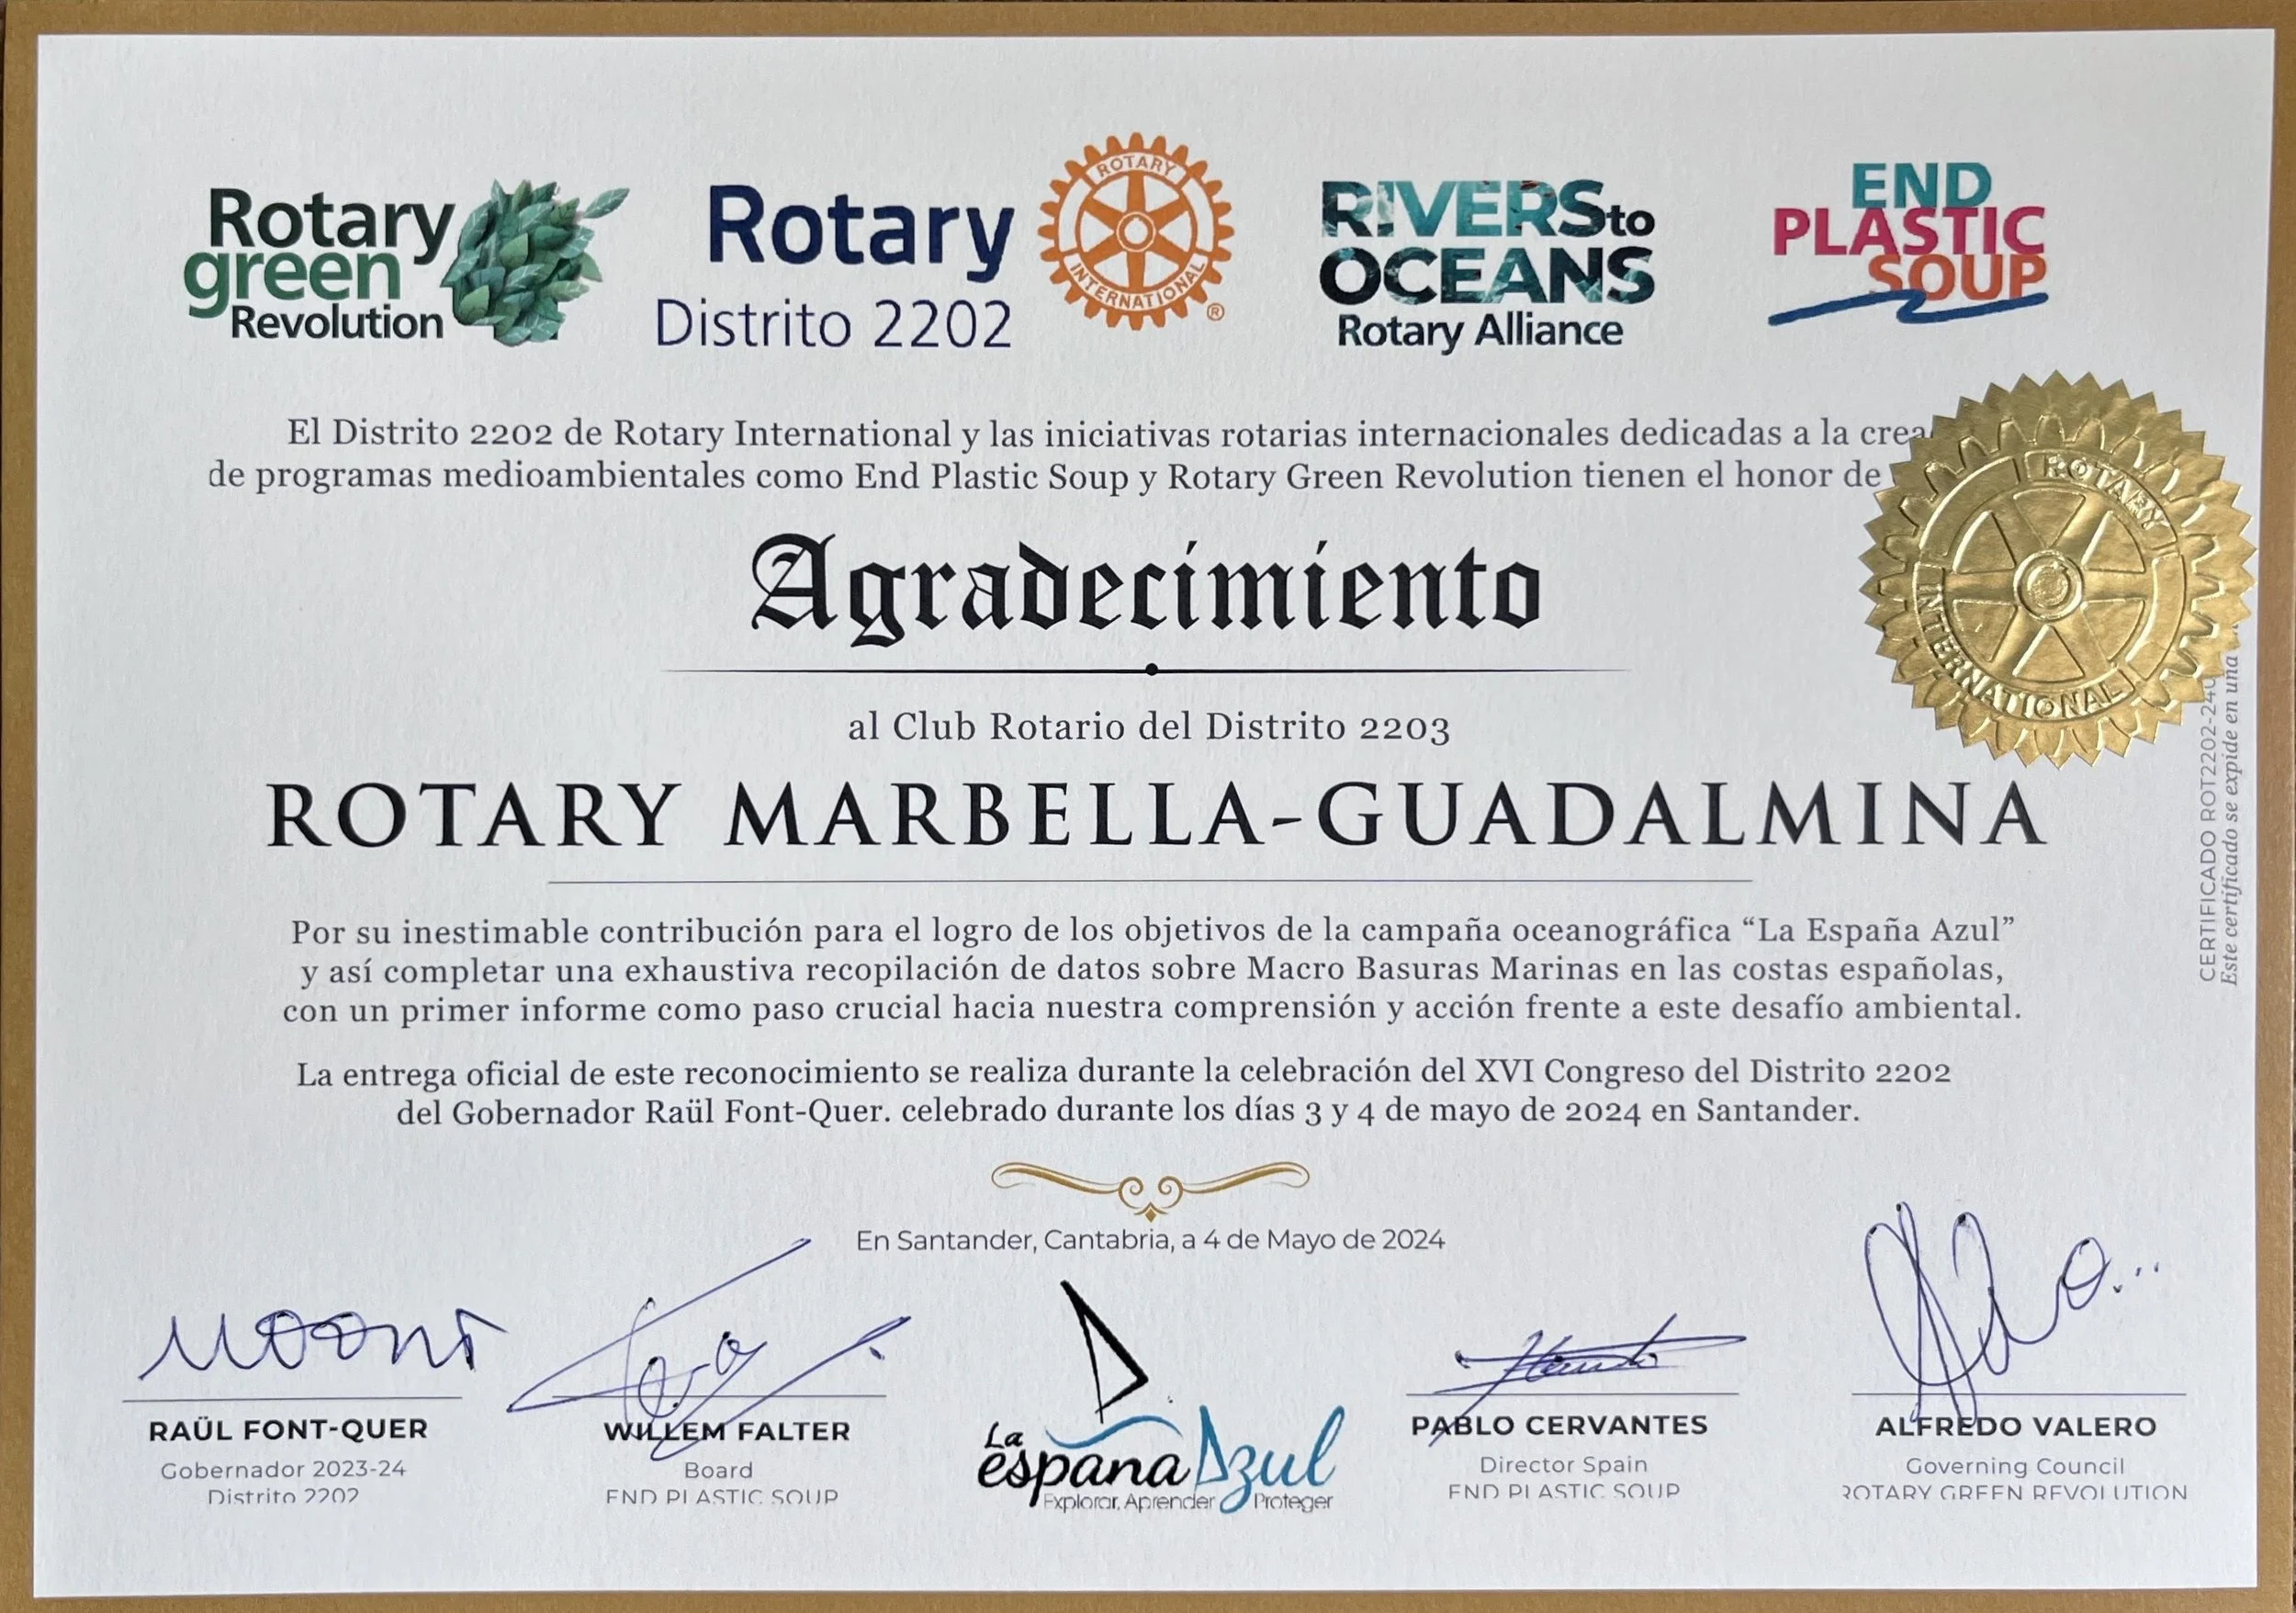 Rotary
green
Revolution
Rotary
Distrito 2202
ROTARY
INTERNATIONAL
®
RIVERS to
OCEANS
Rotary Alliance
END
PLASTIC
SOUP
El Distrito 2202 de Rotary International y las iniciativas rotarias internacionales dedicadas a la
de programas medioambientales como End Plastic Soup y Rotary Green Revolution tienen el honor de
ROTARY
INTERNATIONAL
Agradecimiento
al Club Rotario del Distrito 2203
ROTARY MARBELLA-GUADALMINA
Por su inestimable contribución para el logro de los objetivos de la campaña oceanográfica “La España Azul”
y así completar una exhaustiva recopilación de datos sobre Macro Basuras Marinas en las costas españolas,
con un primer informe como paso crucial hacia nuestra comprensión y acción frente a este desafío ambiental.
La entrega oficial de este reconocimiento se realiza durante la celebración del XVI Congreso del Distrito 2202
del Gobernador Raül Font-Quer. celebrado durante los días 3 y 4 de mayo de 2024 en Santander.
CERTIFICADO
Este certificado se expide en una
En Santander, Cantabria, a 4 de Mayo de 2024
RAÜL FONT-QUER
Gobernador 2023-24
Distrito 2202
WILLEM FALTER
Board
END PLASTIC SOUP
La
españa Azul
Explorar, Aprender Proteger
PABLO CERVANTES
Director Spain
END PLASTIC SOUP
ALFREDO VALERO
Governing Council
ROTARY GREEN REVOLUTION